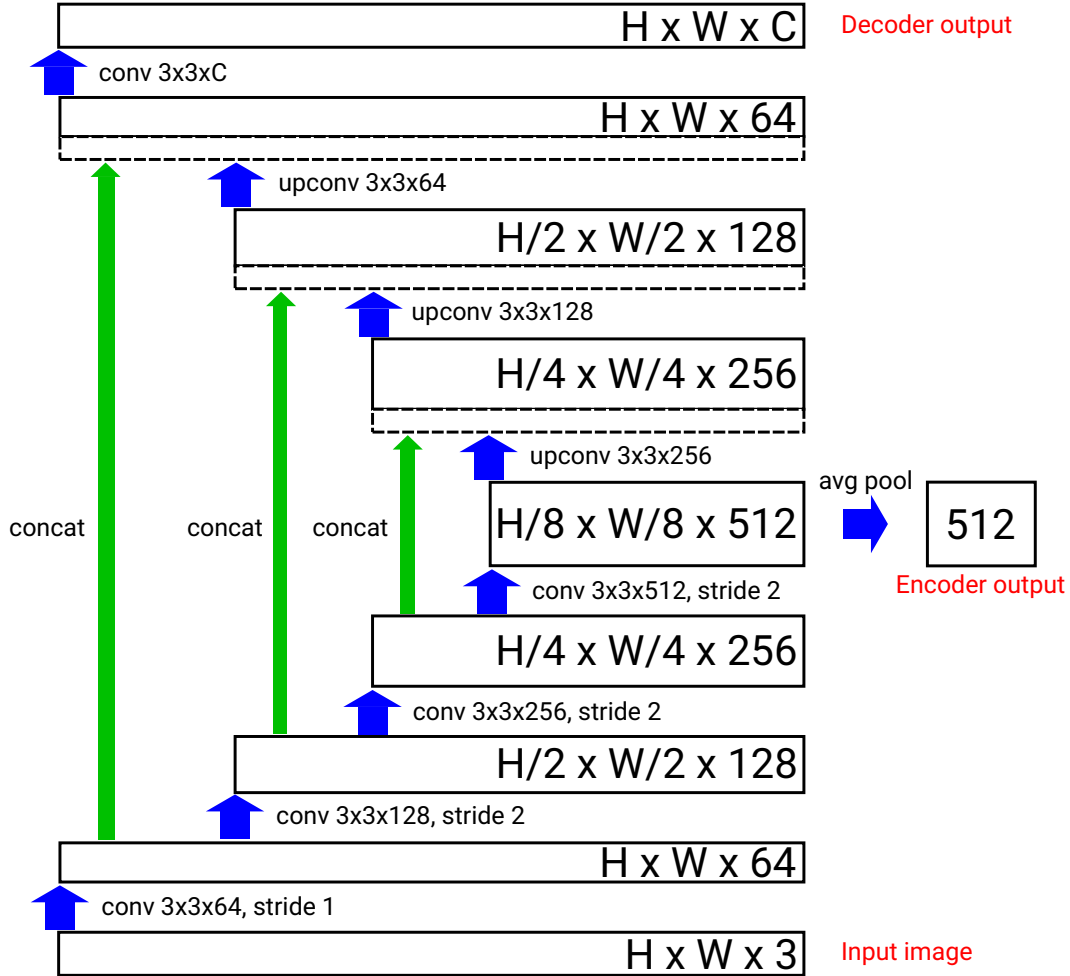 H x W x C
Decoder output
conv 3x3xC
H x W x 64
upconv 3x3x64
H/2 x W/2 x 128
upconv 3x3x128
H/4 x W/4 x 256
upconv 3x3x256
avg pool
concat
concat
concat
H/8 x W/8 x 512
512
Encoder output
conv 3x3x512, stride 2
H/4 x W/4 x 256
conv 3x3x256, stride 2
H/2 x W/2 x 128
conv 3x3x128, stride 2
H x W x 64
conv 3x3x64, stride 1
H x W x 3
Input image